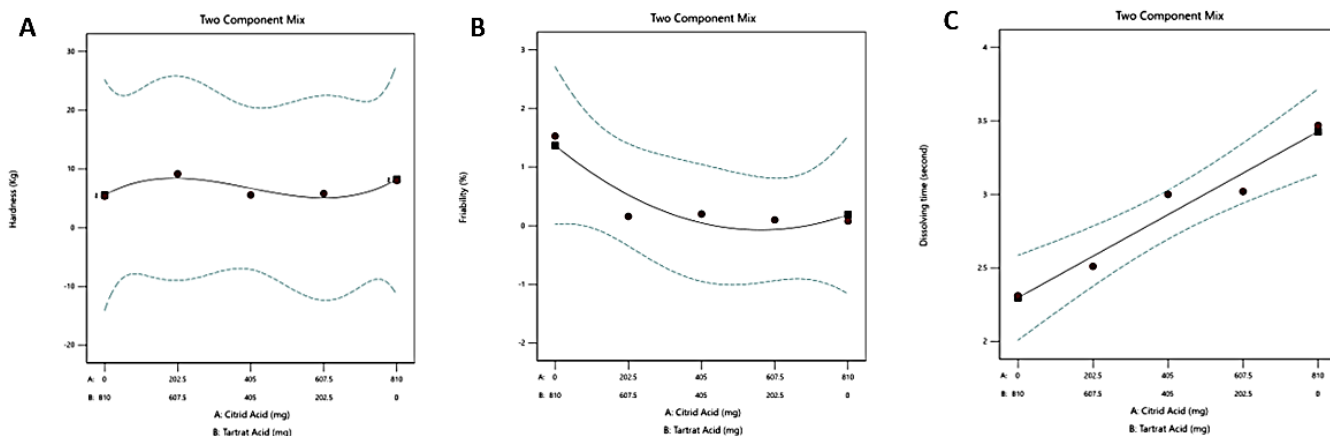 A
Two Component Mix
Hardness (Kg)
30
20
10
0
-10
-20
A: 0 202.5 405 607.5 810
B: 810 607.5 405 202.5 0
A: Citrid Acid (mg)
B: Tartrat Acid (mg)
B
Two Component Mix
Friability (%)
3
2
1
0
-1
-2
A: 0 202.5 405 607.5 810
B: 810 607.5 405 202.5 0
A: Citrid Acid (mg)
B: Tartrat Acid (mg)
C
Two Component Mix
Dissolving time (second)
4
3.5
3
2.5
2
A: 0 202.5 405 607.5 810
B: 810 607.5 405 202.5 0
A: Citrid Acid (mg)
B: Tartrat Acid (mg)